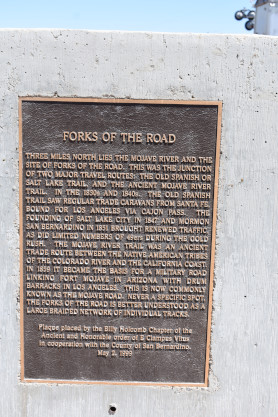 FORKS OF THE ROAD
THREE MILES NORTH LIES THE MOJAVE RIVER AND THE
SITE OF FORKS OF THE ROAD. THIS WAS THE JUNCTION
OF TWO MAJOR TRAVEL ROUTES: THE OLD SPANISH OR
SALT LAKE TRAIL AND THE ANCIENT MOJAVE RIVER
TRAIL. IN THE 1830s AND 1840s, THE OLD SPANISH
TRAIL SAW REGULAR TRADE CARAVANS FROM SANTA FE
BOUND FOR LOS ANGELES VIA CAJON PASS. THE
FOUNDING OF SALT LAKE CITY IN 1847 AND MORMON
SAN BERNARDINO IN 1851 BROUGHT RENEWED TRAFFIC
AS DID LIMITED NUMBERS OF 49ERS DURING THE GOLD
RUSH. THE MOJAVE RIVER TRAIL WAS AN ANCIENT
TRADE ROUTE BETWEEN THE NATIVE AMERICAN TRIBES
OF THE COLORADO RIVER AND THE CALIFORNIA COAST.
IN 1859 IT BECAME THE BASIS FOR A MILITARY ROAD
LINKING FORT MOJAVE IN ARIZONA WITH DRUM
BARRACKS IN LOS ANGELES. THIS IS NOW COMMONLY
KNOWN AS THE MOJAVE ROAD. NEVER A SPECIFIC SPOT,
THE FORKS OF THE ROAD IS BETTER UNDERSTOOD AS A
LARGE BRAIDED NETWORK OF INDIVIDUAL TRACKS.
Plaque placed by the Billy Holcomb Chapter of the
Ancient and Honorable order of E Clampus Vitus
in cooperation with the County of San Bernardino.
May 2, 1999